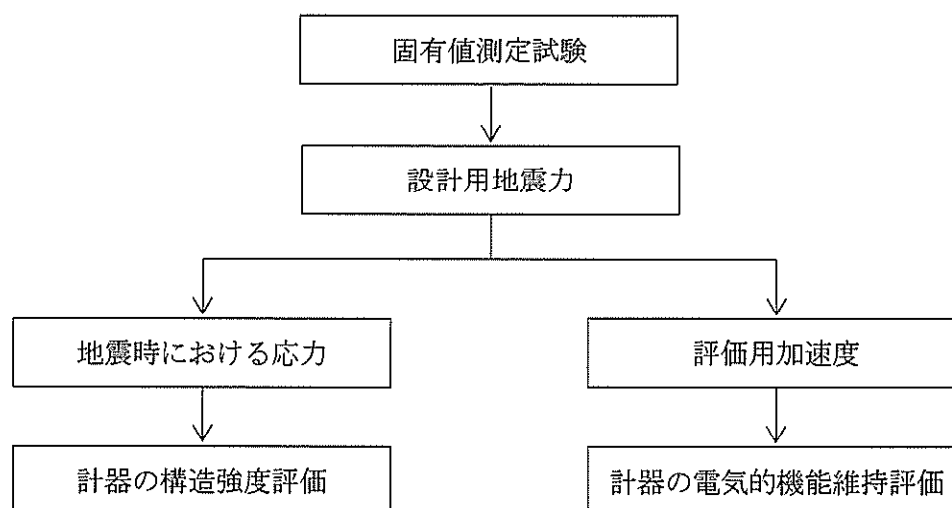 固有値測定試験
設計用地震力
地震時における応力
評価用加速度
計器の構造強度評価
計器の電気的機能維持評価